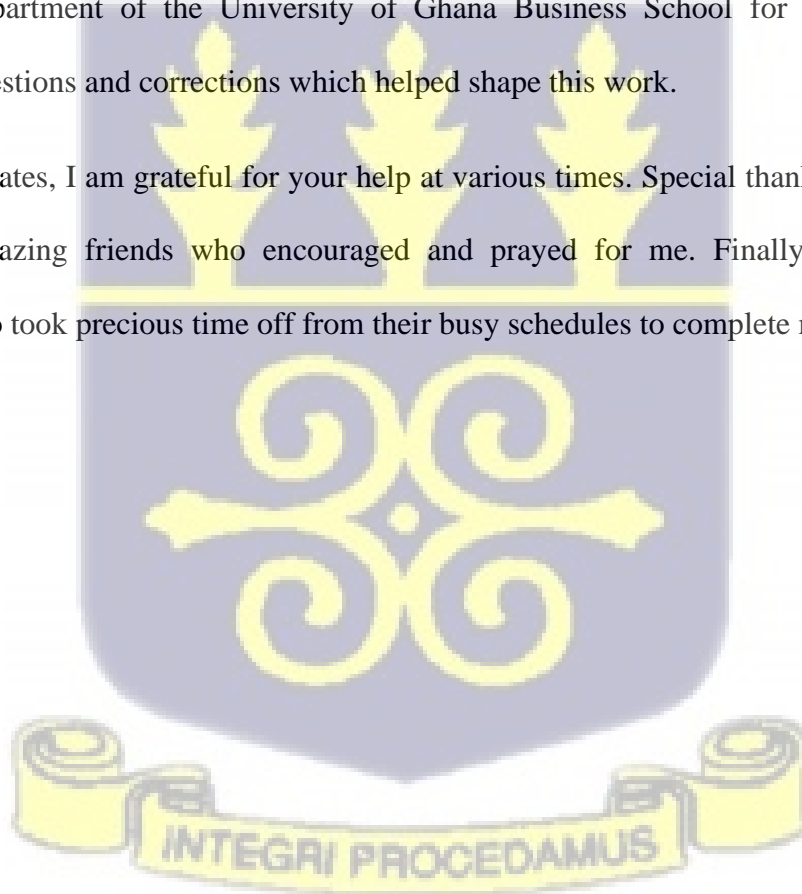 partment of the University of Ghana Business School for
estions and corrections which helped shape this work.
ates, I am grateful for your help at various times. Special thank
azing friends who encouraged and prayed for me. Finally
took precious time off from their busy schedules to complete
INTEGRI PROCEDAMUS